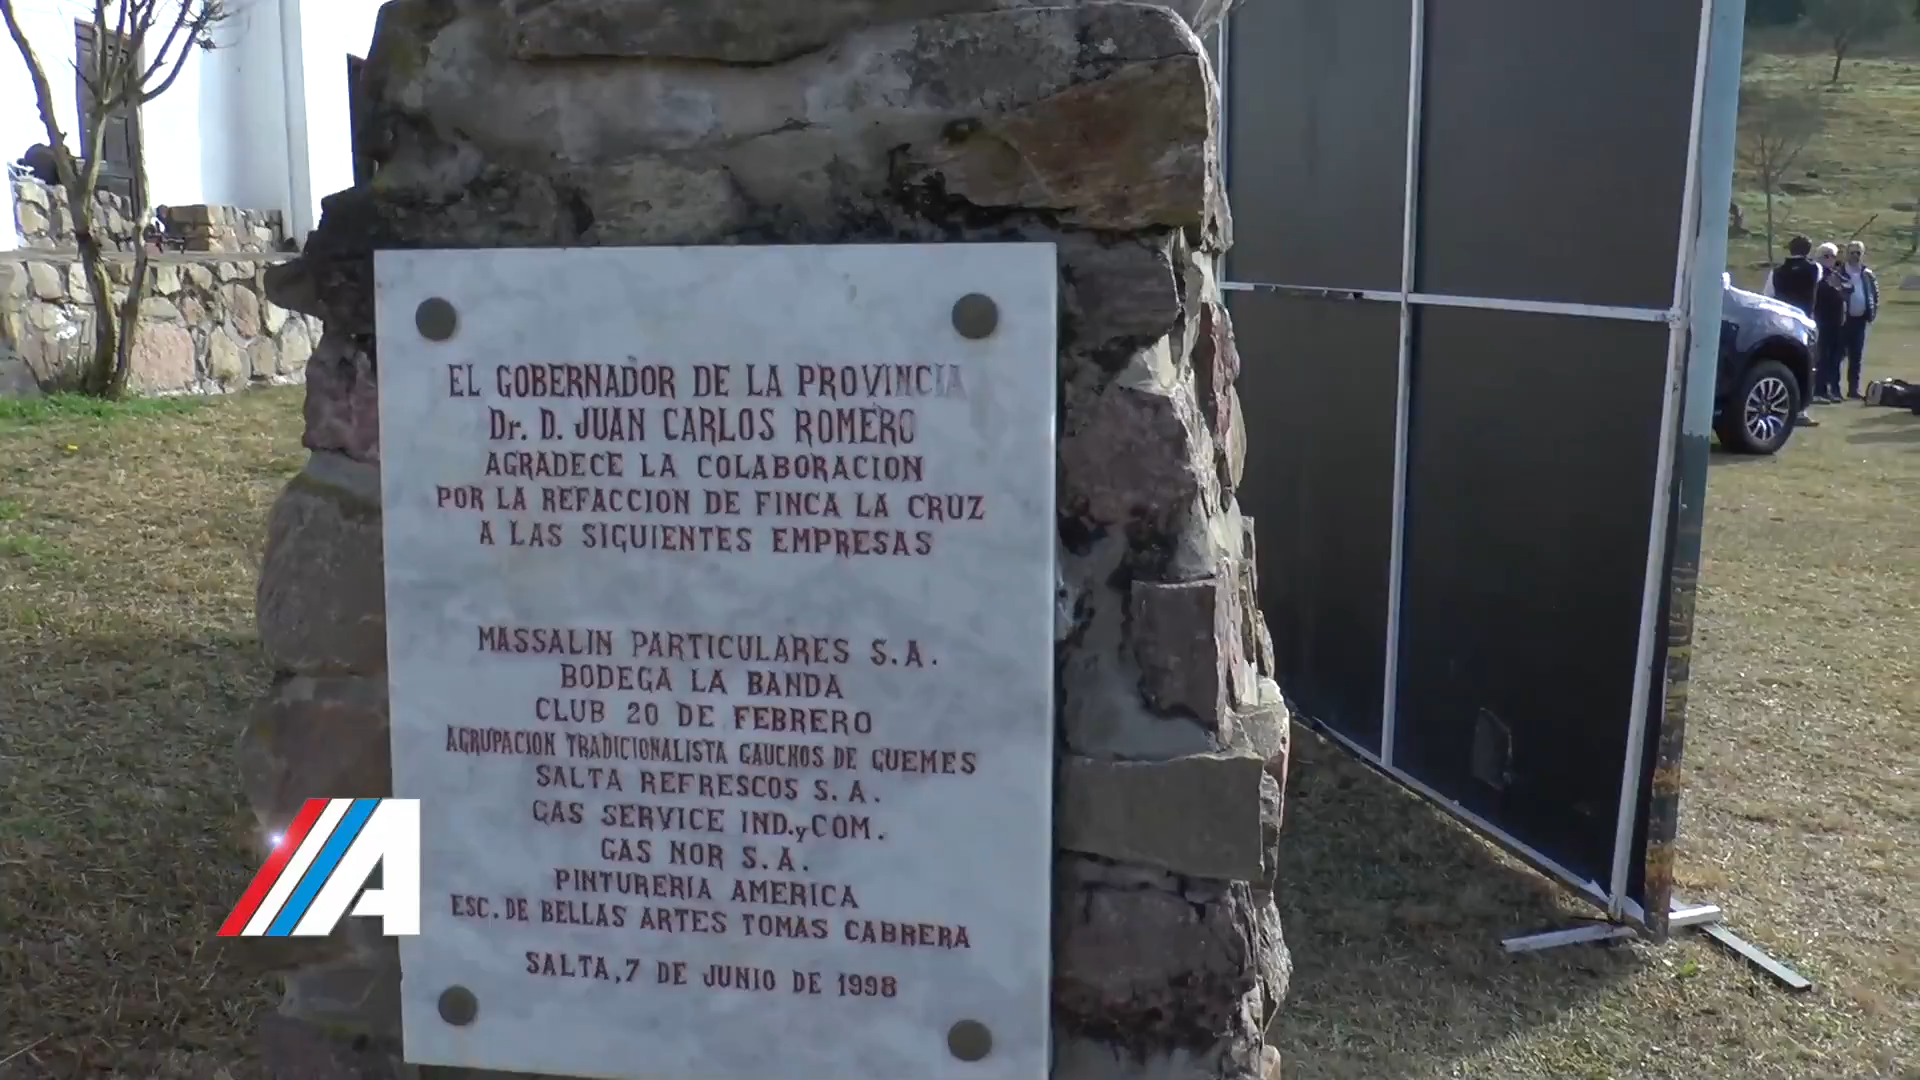 EL GOBERNADOR DE LA PROVINCIA
Dr. D. JUAN CARLOS ROMERO
AGRADECE LA COLABORACION
POR LA REFACCION DE FINCA LA CRUZ
A LAS SIGUIENTES EMPRESAS
MASSALIN PARTICULARES S.A.
BODEGA LA BANDA
CLUB 20 DE FEBRERO
AGRUPACION TRADICIONALISTA GAUCHOS DE GUEMES
SALTA REFRESCOS S.A.
GAS SERVICE IND.y COM.
GAS NOR S.A.
PINTURERIA AMERICA
ESC. DE BELLAS ARTES TOMAS CABRERA
SALTA, 7 DE JUNIO DE 1998
A